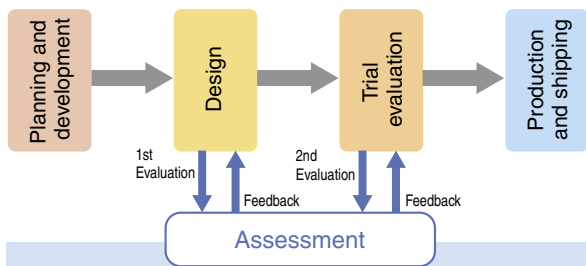 Planning and
development
Design
Trial
evaluation
Production
and shipping
1st
Evaluation
Feedback
2nd
Evaluation
Feedback
Assessment